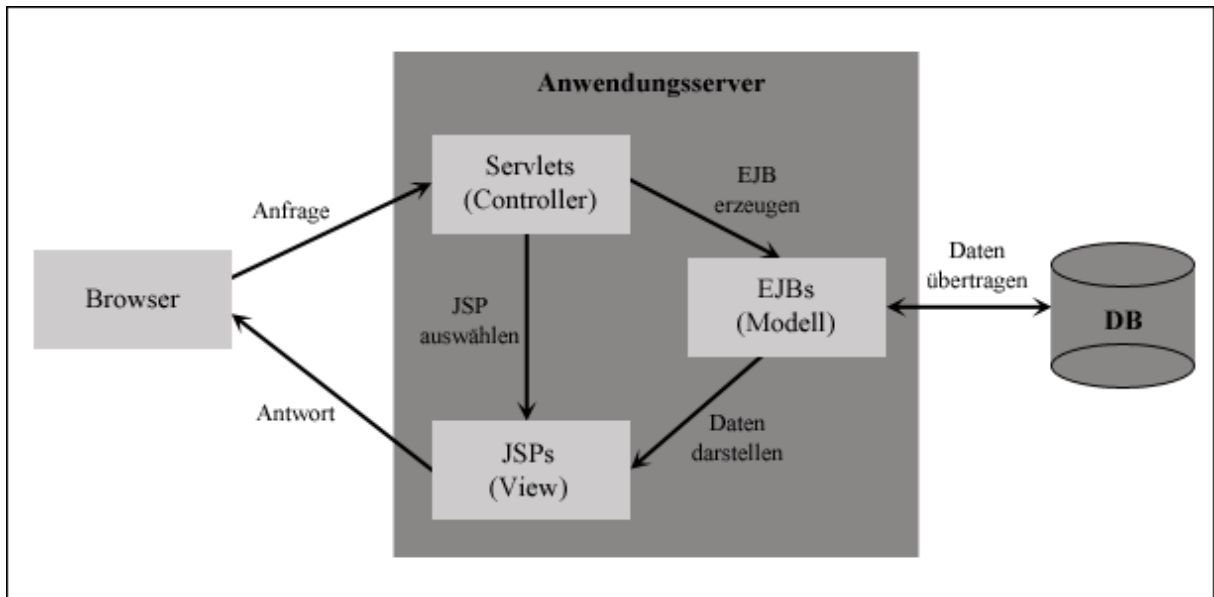 Anwendungsserver
Servlets
(Controller)
EJB
erzeugen
Anfrage
Browser
JSP
auswählen
EJBs
(Modell)
Daten
übertragen
DB
Antwort
JSPs
(View)
Daten
darstellen